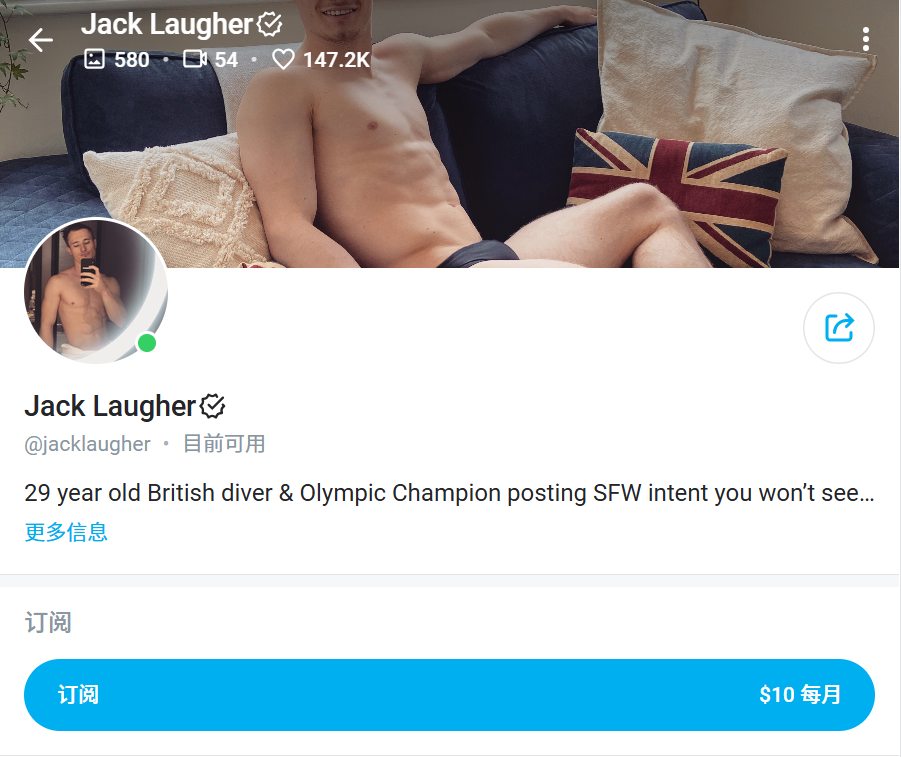 Jack Laugher
580 • 54 • 147.2K
Jack Laugher
@jacklaugher • 目前可用
29 year old British diver & Olympic Champion posting SFW intent you won’t see...
更多信息
订阅
订阅 $10 每月